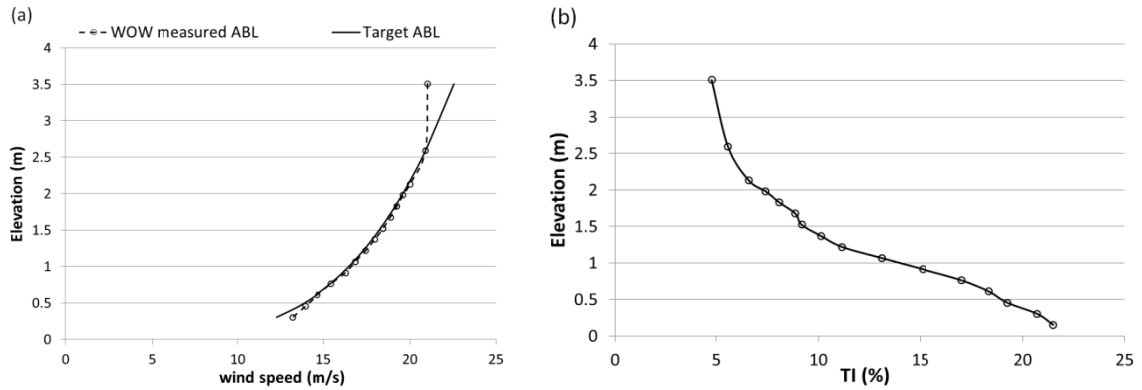 (a)
WOW measured ABL
Target ABL
4
3.5
3
2.5
2
1.5
1
0.5
0
Elevation (m)
0 5 10 15 20 25
wind speed (m/s)
(b)
4
3.5
3
2.5
2
1.5
1
0.5
0
Elevation (m)
0 5 10 15 20 25
TI (%)